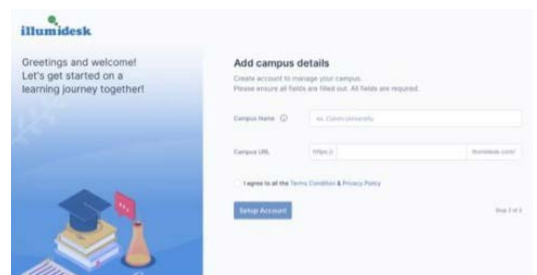 illumidesk
Greetings and welcome!
Let's get started on a
learning journey together!
Add campus details
Create account to manage your campus.
Please ensure all fields are filled out. All fields are required.
Campus Name
ex. University
Campus URL
https://
illumidesk.com/
I agree to all the Terms Condition & Privacy Policy
Setup Account
Step 2 of 2